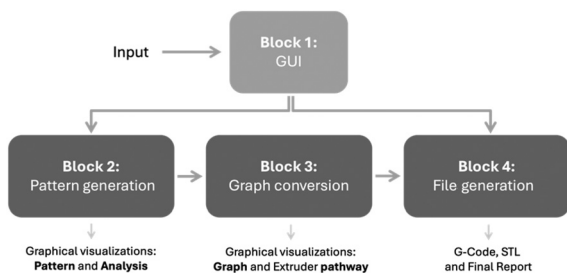 Input
Block 1:
GUI
Block 2:
Pattern generation
Block 3:
Graph conversion
Block 4:
File generation
Graphical visualizations:
Pattern and Analysis
Graphical visualizations:
Graph and Extruder pathway
G-Code, STL
and Final Report